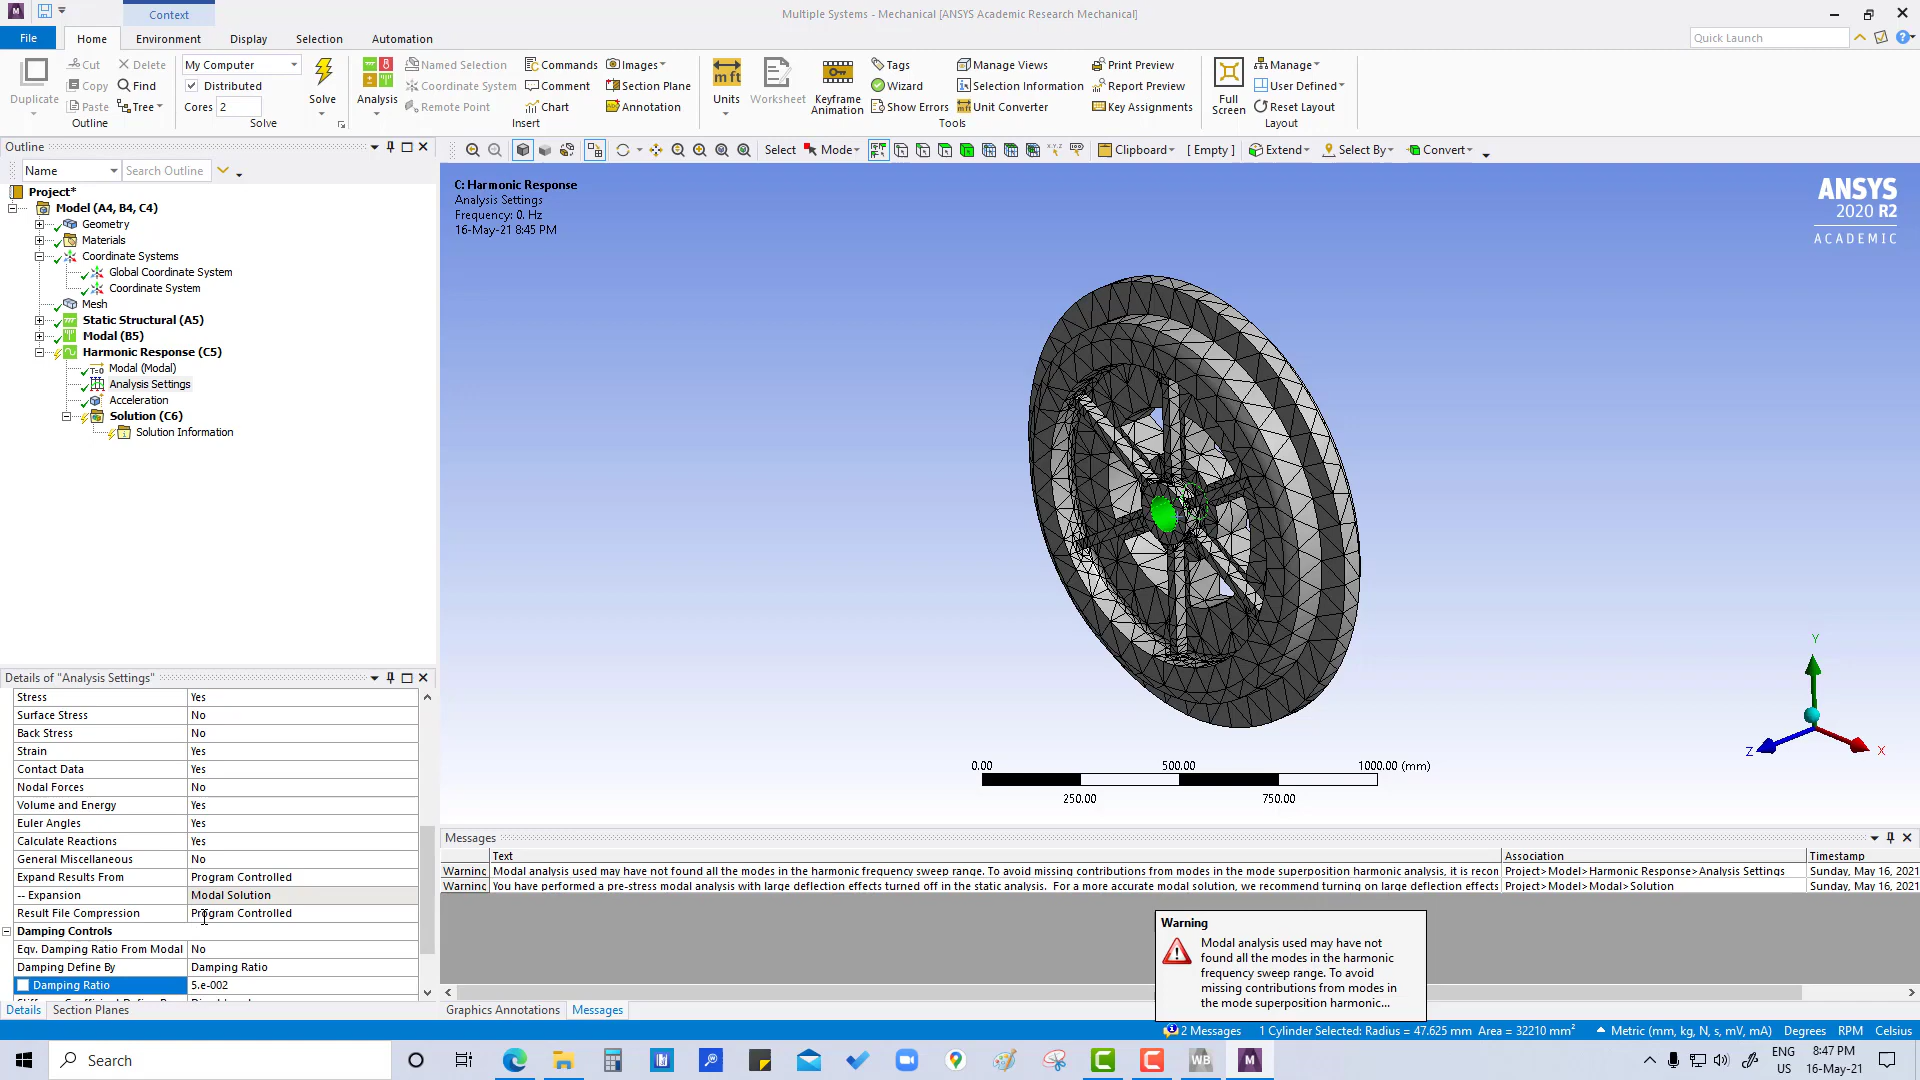 Context
Multiple Systems - Mechanical [ANSYS Academic Research Mechanical]
File
Home
Environment
Display
Selection
Automation
Quick Launch
Duplicate
Cut
Copy
Paste
Delete
Find
Tree
Outline
My Computer
Distributed
Cores 2
Solve
Solve
Analysis
Named Selection
Coordinate System
Remote Point
Commands
Comment
Chart
Images
Section Plane
Annotation
Insert
Units
Worksheet
Keyframe
Animation
Tags
Wizard
Show Errors
Manage Views
Selection Information
Unit Converter
Print Preview
Report Preview
Key Assignments
Tools
Full
Screen
Manage
User Defined
Reset Layout
Layout
Outline
Select
Mode
Clipboard
[ Empty ]
Extend
Select By
Convert
Name
Search Outline
Project*
Model (A4, B4, C4)
Geometry
Materials
Coordinate Systems
Global Coordinate System
Coordinate System
Mesh
Static Structural (A5)
Modal (B5)
Harmonic Response (C5)
Modal (Modal)
Analysis Settings
Acceleration
Solution (C6)
Solution Information
C: Harmonic Response
Analysis Settings
Frequency: 0. Hz
16-May-21 8:45 PM
ANSYS
2020 R2
ACADEMIC
0.00 500.00 1000.00 (mm)
250.00 750.00
Y
Z
X
Details of "Analysis Settings"
Stress Yes
Surface Stress No
Back Stress No
Strain Yes
Contact Data Yes
Nodal Forces No
Volume and Energy Yes
Euler Angles Yes
Calculate Reactions Yes
General Miscellaneous No
Expand Results From Program Controlled
-- Expansion Modal Solution
Result File Compression Program Controlled
Damping Controls
Eqv. Damping Ratio From Modal No
Damping Define By Damping Ratio
Damping Ratio 5.e-002
Details
Section Planes
Messages
Text Association Timestamp
Warning Modal analysis used may have not found all the modes in the harmonic frequency sweep range. To avoid missing contributions from modes in the mode superposition harmonic analysis, it is recon Project>Model>Harmonic Response>Analysis Settings Sunday, May 16, 2021
Warning You have performed a pre-stress modal analysis with large deflection effects turned off in the static analysis. For a more accurate modal solution, we recommend turning on large deflection effects Project>Model>Modal>Solution Sunday, May 16, 2021
Warning
Modal analysis used may have not
found all the modes in the harmonic
frequency sweep range. To avoid
missing contributions from modes in
the mode superposition harmonic...
Graphics Annotations
Messages
2 Messages
1 Cylinder Selected: Radius = 47.625 mm Area = 32210 mm²
Metric (mm, kg, N, s, mV, mA)
Degrees
RPM
Celsius
Search
WB
M
ENG
US
8:47 PM
16-May-21